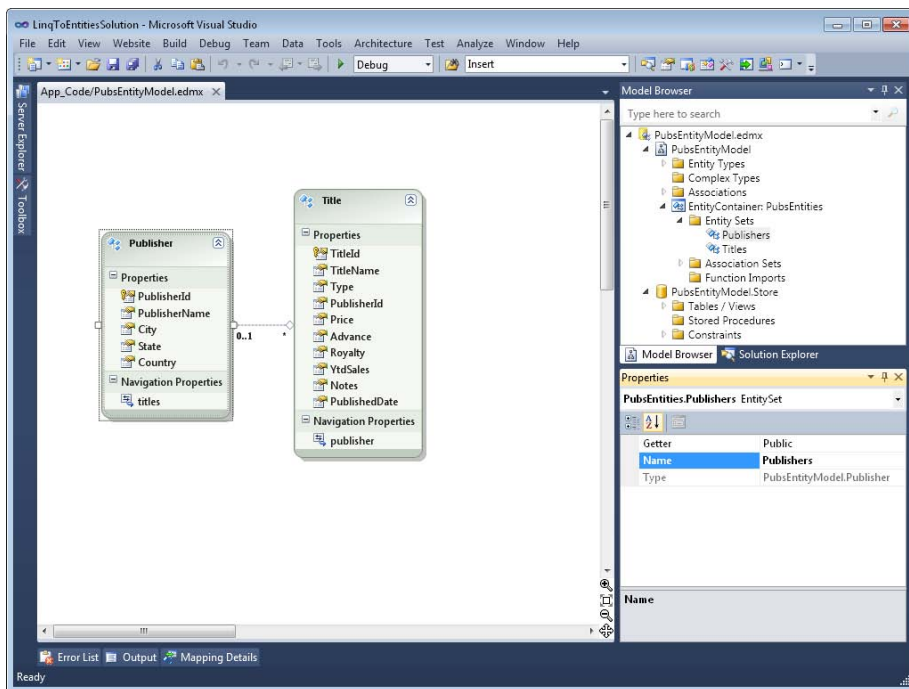 LinqToEntitiesSolution - Microsoft Visual Studio
File Edit View Website Build Debug Team Data Tools Architecture Test Analyze Window Help
Debug Insert
Server Explorer
Toolbox
App_Code/PubsEntityModel.edmx
Publisher
Properties
PublisherId
PublisherName
City
State
Country
Navigation Properties
titles
0..1 *
Title
Properties
TitleId
TitleName
Type
PublisherId
Price
Advance
Royalty
YtdSales
Notes
PublishedDate
Navigation Properties
publisher
Model Browser
Type here to search
PubsEntityModel.edmx
PubsEntityModel
Entity Types
Complex Types
Associations
EntityContainer: PubsEntities
Entity Sets
Publishers
Titles
Association Sets
Function Imports
PubsEntityModel.Store
Tables / Views
Stored Procedures
Constraints
Model Browser Solution Explorer
Properties
PubsEntities.Publishers EntitySet
Getter Public
Name Publishers
Type PubsEntityModel.Publisher
Name
Error List Output Mapping Details
Ready